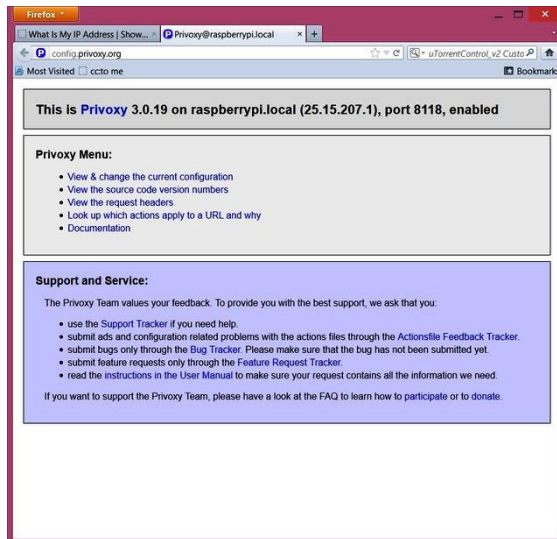 Firefox
What Is My IP Address | Show...
Privoxy@raspberrypi.local
config.privoxy.org
uTorrentControl_v2 Custo
Most Visited
cc:to me
Bookmark
This is Privoxy 3.0.19 on raspberrypi.local (25.15.207.1), port 8118, enabled
Privoxy Menu:
View & change the current configuration
View the source code version numbers
View the request headers
Look up which actions apply to a URL and why
Documentation
Support and Service:
The Privoxy Team values your feedback. To provide you with the best support, we ask that you:
use the Support Tracker if you need help.
submit ads and configuration related problems with the actions files through the Actionsfile Feedback Tracker.
submit bugs only through the Bug Tracker. Please make sure that the bug has not been submitted yet.
submit feature requests only through the Feature Request Tracker.
read the instructions in the User Manual to make sure your request contains all the information we need.
If you want to support the Privoxy Team, please have a look at the FAQ to learn how to participate or to donate.